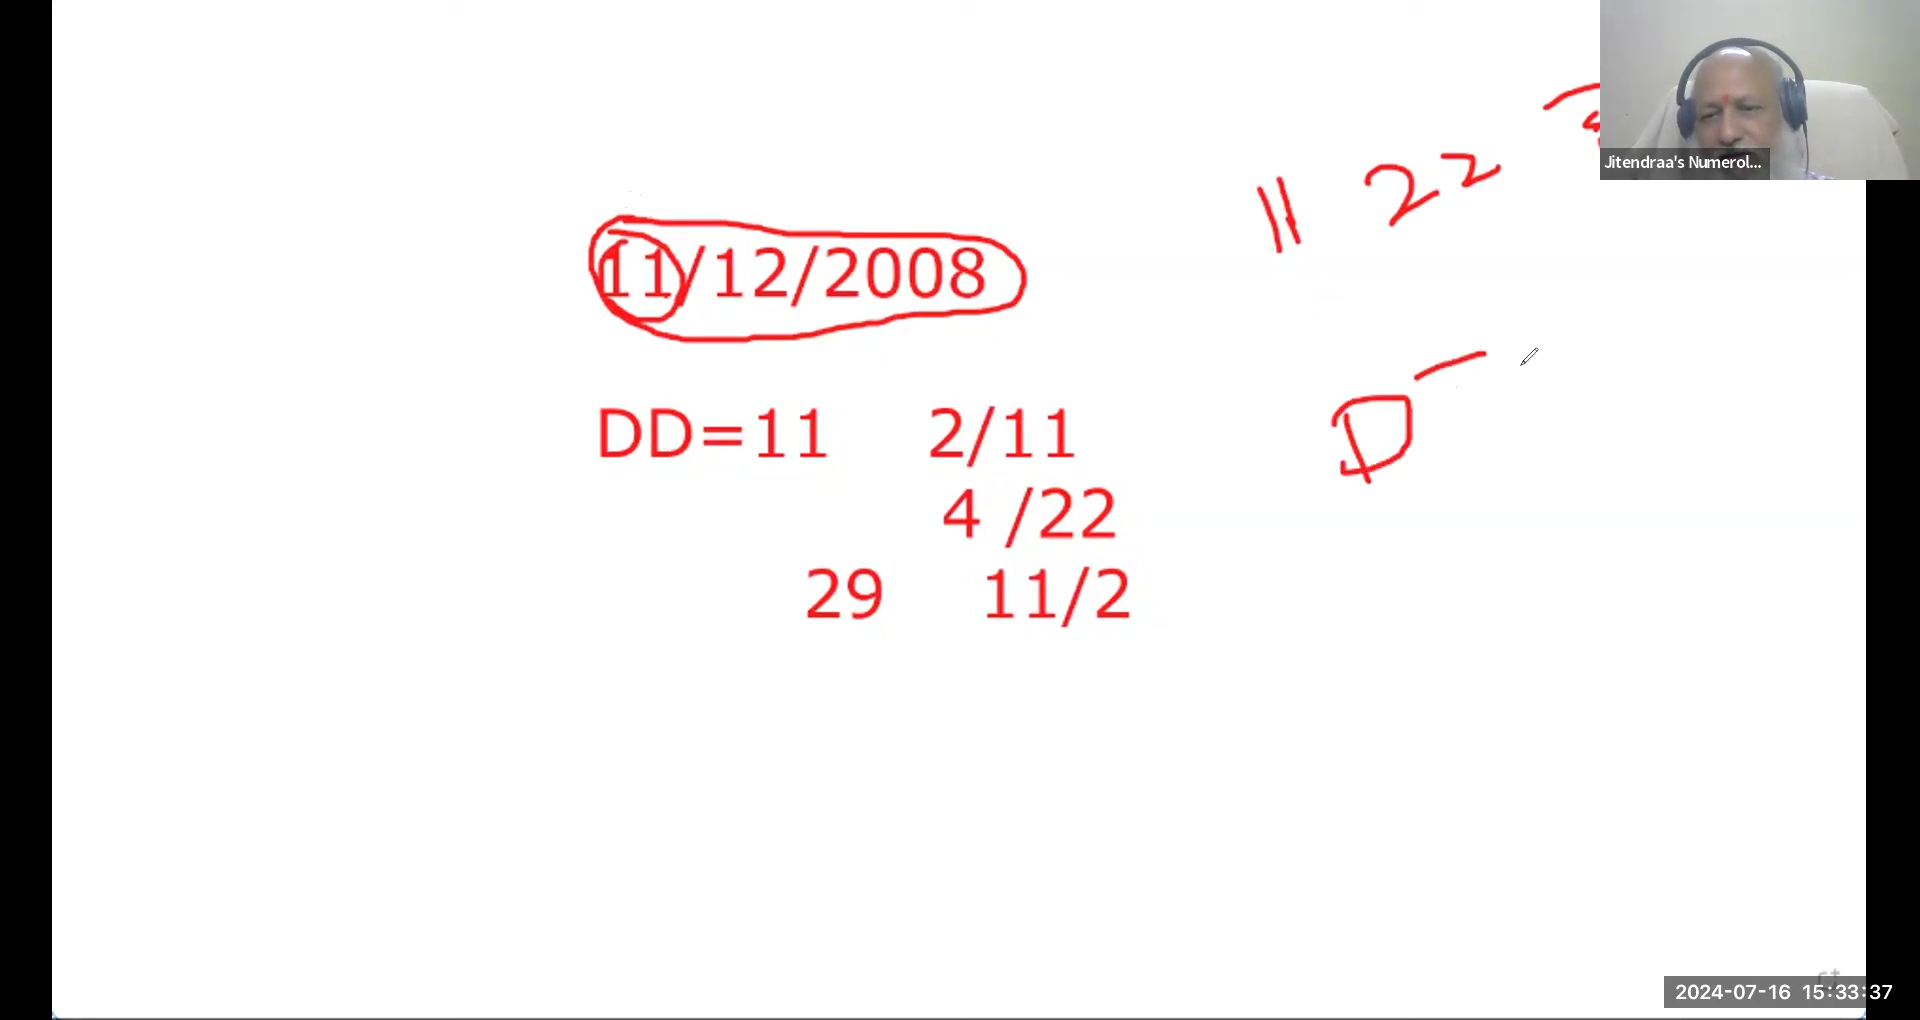 Jitendraa's Numerol...
11 22
11/12/2008
DD=11 2/11
D
4 /22
29 11/2
2024-07-16 15:33:37